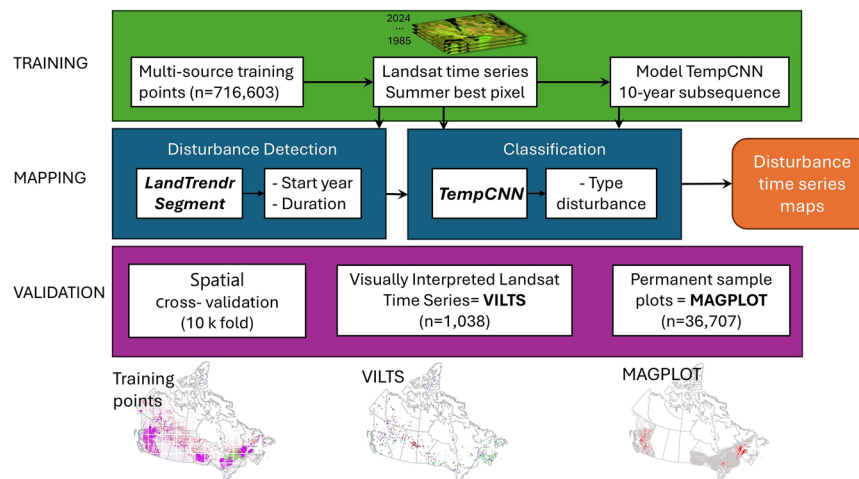 2024
...
1985
TRAINING
Multi-source training
points (n=716,603)
Landsat time series
Summer best pixel
Model TempCNN
10-year subsequence
MAPPING
Disturbance Detection
LandTrendr
Segment
- Start year
- Duration
Classification
TempCNN
- Type
disturbance
Disturbance
time series
maps
VALIDATION
Spatial
cross- validation
(10 k fold)
Visually Interpreted Landsat
Time Series= VILTS
(n=1,038)
Permanent sample
plots = MAGPLOT
(n=36,707)
Training
points
VILTS
MAGPLOT